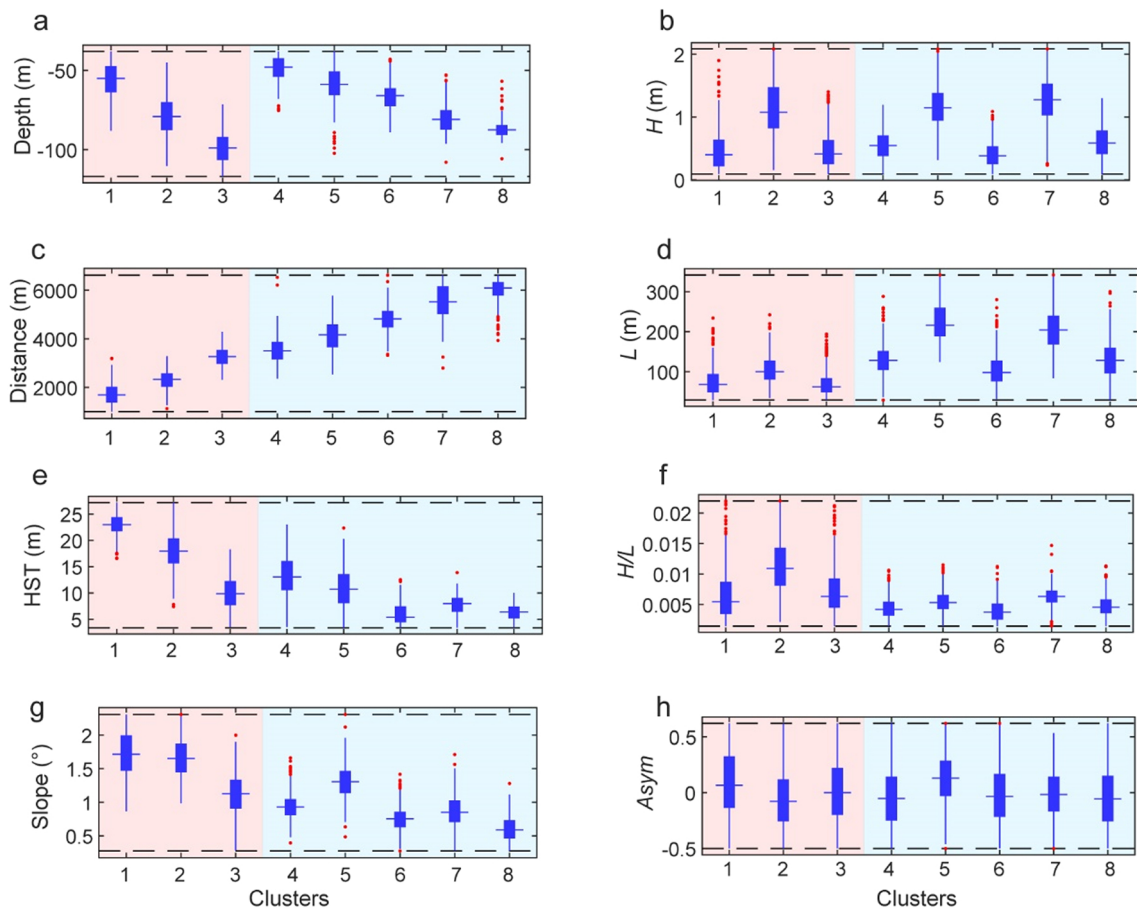 a
Depth (m)
-50
-100
1 2 3 4 5 6 7 8
b
H (m)
2
1
0
1 2 3 4 5 6 7 8
c
Distance (m)
6000
4000
2000
1 2 3 4 5 6 7 8
d
L (m)
300
200
100
1 2 3 4 5 6 7 8
e
HST (m)
25
20
15
10
5
1 2 3 4 5 6 7 8
f
H/L
0.02
0.015
0.01
0.005
1 2 3 4 5 6 7 8
g
Slope (°)
2
1.5
1
0.5
1 2 3 4 5 6 7 8
Clusters
h
Asym
0.5
0
-0.5
1 2 3 4 5 6 7 8
Clusters